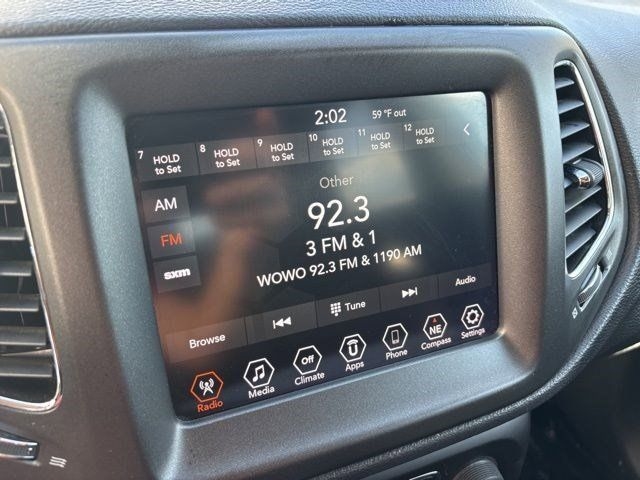 2:02 59 °F out
7 HOLD to Set 8 HOLD to Set 9 HOLD to Set 10 HOLD to Set 11 HOLD to Set 12 HOLD to Set
Other
AM
92.3
FM
3 FM & 1
sxm
WOWO 92.3 FM & 1190 AM
Browse Tune Audio
Radio Media Off Climate Apps Phone NE Compass Settings